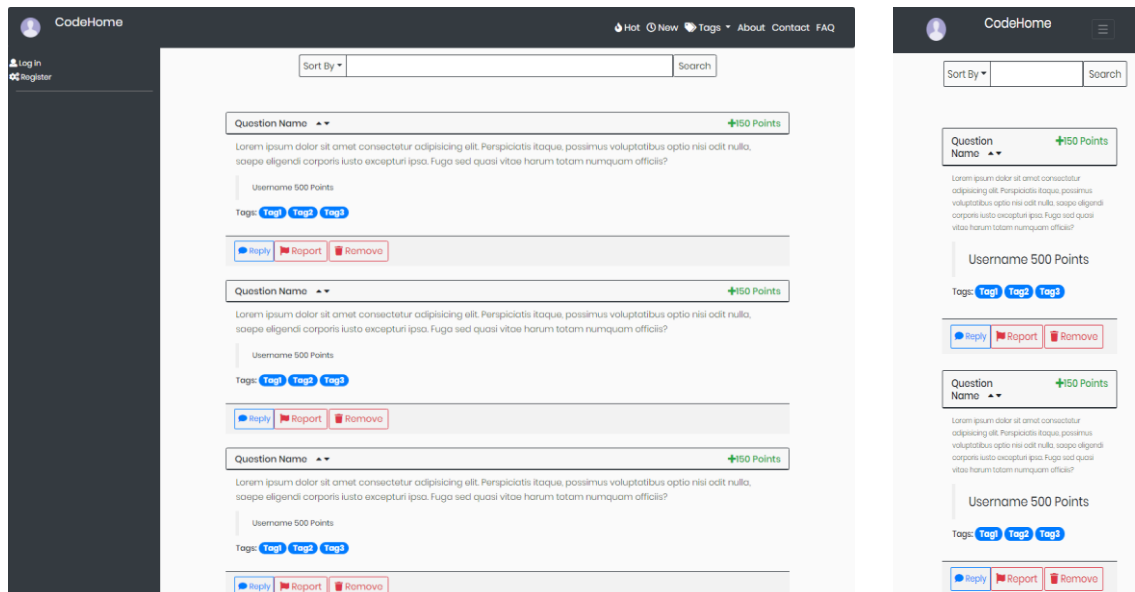 CodeHome
Hot New Tags About Contact FAQ
Log In
Register
Sort By Search
Question Name +150 Points
Lorem ipsum dolor sit amet consectetur adipisicing elit. Perspiciatis itaque, possimus voluptatibus optio nisi odit nulla,
saepe eligendi corporis iusto excepturi ipsa. Fuga sed quasi vitae harum totam numquam officiis?
Username 500 Points
Tags: Tag1 Tag2 Tag3
Reply Report Remove
Question Name +150 Points
Lorem ipsum dolor sit amet consectetur adipisicing elit. Perspiciatis itaque, possimus voluptatibus optio nisi odit nulla,
saepe eligendi corporis iusto excepturi ipsa. Fuga sed quasi vitae harum totam numquam officiis?
Username 500 Points
Tags: Tag1 Tag2 Tag3
Reply Report Remove
Question Name +150 Points
Lorem ipsum dolor sit amet consectetur adipisicing elit. Perspiciatis itaque, possimus voluptatibus optio nisi odit nulla,
saepe eligendi corporis iusto excepturi ipsa. Fuga sed quasi vitae harum totam numquam officiis?
Username 500 Points
Tags: Tag1 Tag2 Tag3
Reply Report Remove
CodeHome
Sort By Search
Question +150 Points
Name
Lorem ipsum dolor sit amet consectetur
adipisicing elit. Perspiciatis itaque, possimus
voluptatibus optio nisi odit nulla, saepe eligendi
corporis iusto excepturi ipsa. Fuga sed quasi
vitae harum totam numquam officiis?
Username 500 Points
Tags: Tag1 Tag2 Tag3
Reply Report Remove
Question +150 Points
Name
Lorem ipsum dolor sit amet consectetur
adipisicing elit. Perspiciatis itaque, possimus
voluptatibus optio nisi odit nulla, saepe eligendi
corporis iusto excepturi ipsa. Fuga sed quasi
vitae harum totam numquam officiis?
Username 500 Points
Tags: Tag1 Tag2 Tag3
Reply Report Remove